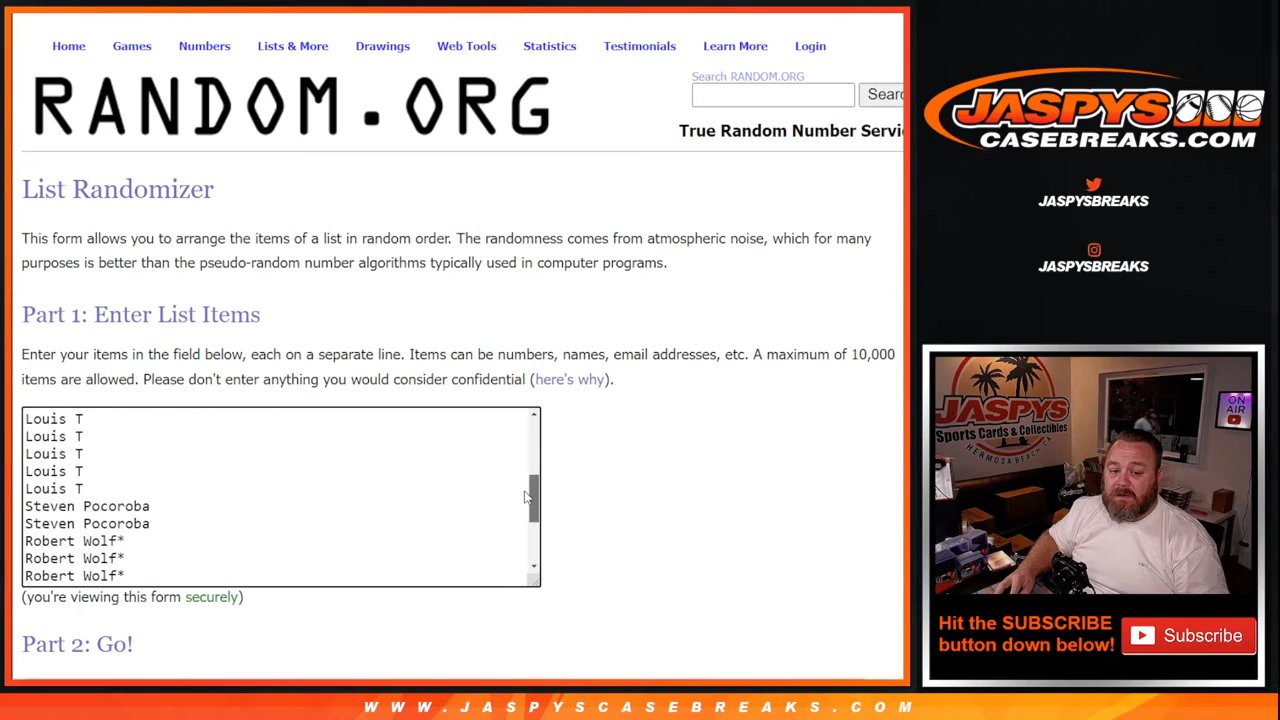 Home Games Numbers Lists & More Drawings Web Tools Statistics Testimonials Learn More Login
RANDOM.ORG
Search RANDOM.ORG
Searc
True Random Number Servi
List Randomizer
This form allows you to arrange the items of a list in random order. The randomness comes from atmospheric noise, which for many
purposes is better than the pseudo-random number algorithms typically used in computer programs.
Part 1: Enter List Items
Enter your items in the field below, each on a separate line. Items can be numbers, names, email addresses, etc. A maximum of 10,000
items are allowed. Please don't enter anything you would consider confidential (here's why).
Louis T
Louis T
Louis T
Louis T
Louis T
Steven Pocoroba
Steven Pocoroba
Robert Wolf*
Robert Wolf*
Robert Wolf*
(you're viewing this form securely)
Part 2: Go!
JASPYS
CASEBREAKS.COM
JASPYSBREAKS
JASPYSBREAKS
JASPYS
Sports Cards & Collectibles
HERMOSA BEACH CA
ON
AIR
Hit the SUBSCRIBE
button down below!
Subscribe
WWW.JASPYSCASEBREAKS.COM